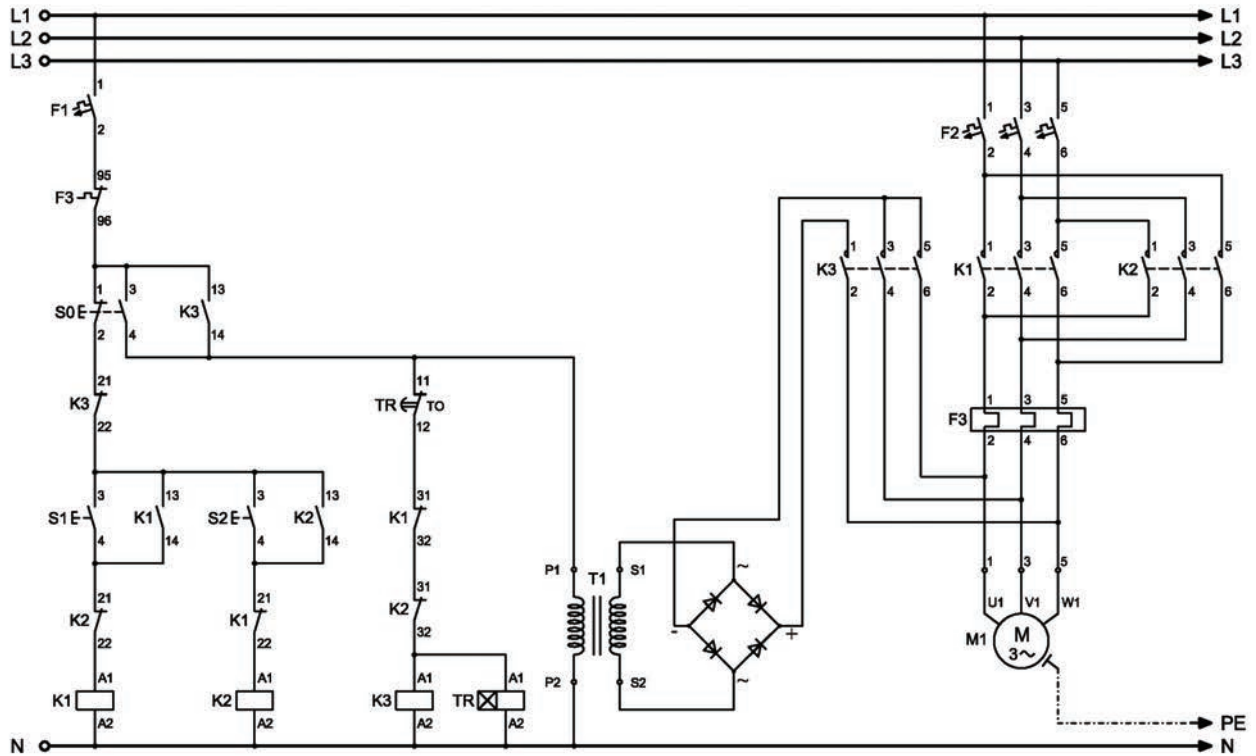 L1 L1
L2 L2
L3 L3
1 1 3 5
F1 F2
2 2 4 6
95
F3
96
1 3 5 1 3 5 1 3 5
K3 K1 K2
2 4 6 2 4 6 2 4 6
1 3 13
S0 K3
2 4 14
21 11
K3 TR TO
22 12
1 3 5
F3
2 4 6
3 13 3 13 31
S1 K1 S2 K2 K1
4 14 4 14 32
P1 T1 S1 ~ 1 3 5
21 21 31
K2 K1 K2
22 22 32
- +
U1 V1 W1
M1 M
3~
P2 S2 ~
A1 A1 A1 A1
K1 K2 K3 TR
A2 A2 A2 A2
PE
N N